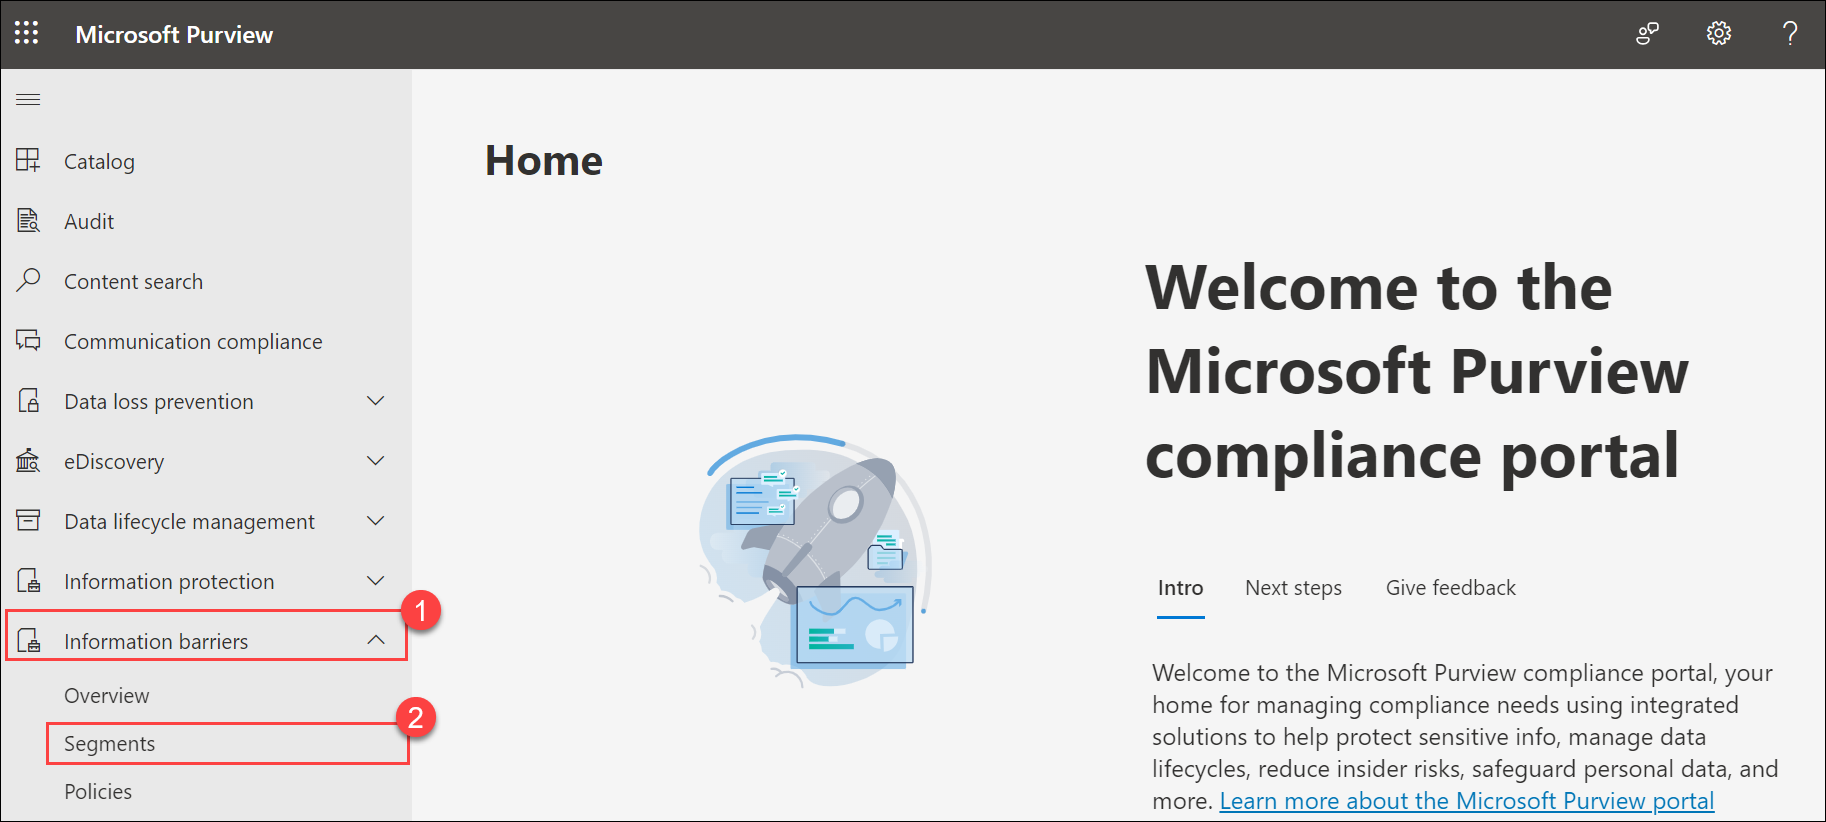 Microsoft Purview
?
Catalog
Audit
Content search
Communication compliance
Data loss prevention
eDiscovery
Data lifecycle management
Information protection
1
Information barriers
Overview
2
Segments
Policies
Home
Welcome to the
Microsoft Purview
compliance portal
Intro Next steps Give feedback
Welcome to the Microsoft Purview compliance portal, your
home for managing compliance needs using integrated
solutions to help protect sensitive info, manage data
lifecycles, reduce insider risks, safeguard personal data, and
more. Learn more about the Microsoft Purview portal